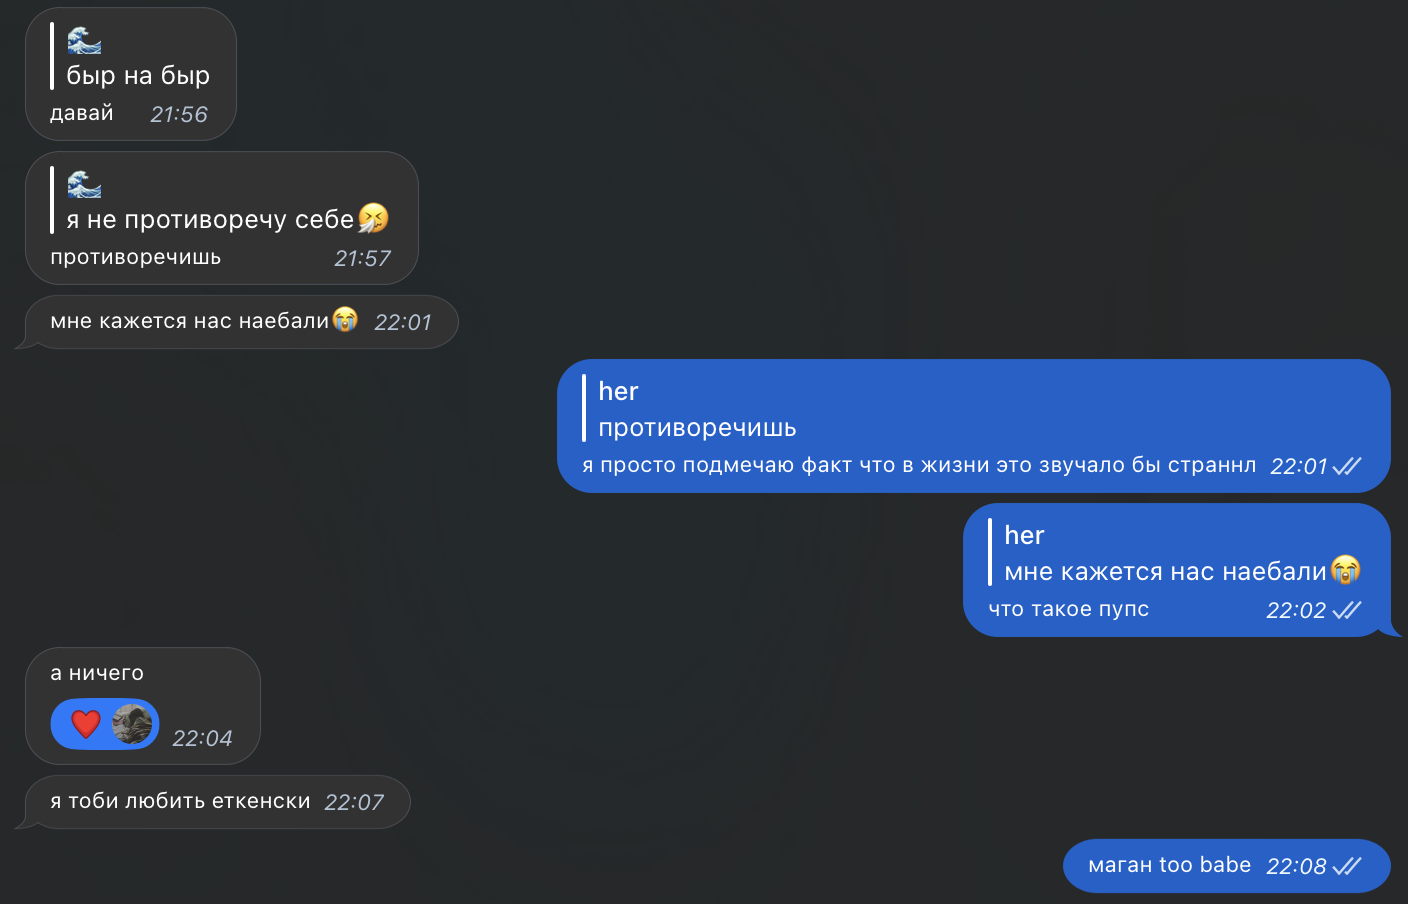 🌊
быр на быр
давай 21:56
🌊
я не противоречу себе🤧
противоречишь 21:57
мне кажется нас наебали😭 22:01
her
противоречишь
я просто подмечаю факт что в жизни это звучало бы страннл 22:01
her
мне кажется нас наебали😭
что такое пупс 22:02
а ничего
❤️ 22:04
я тоби любить еткенски 22:07
маган too babe 22:08